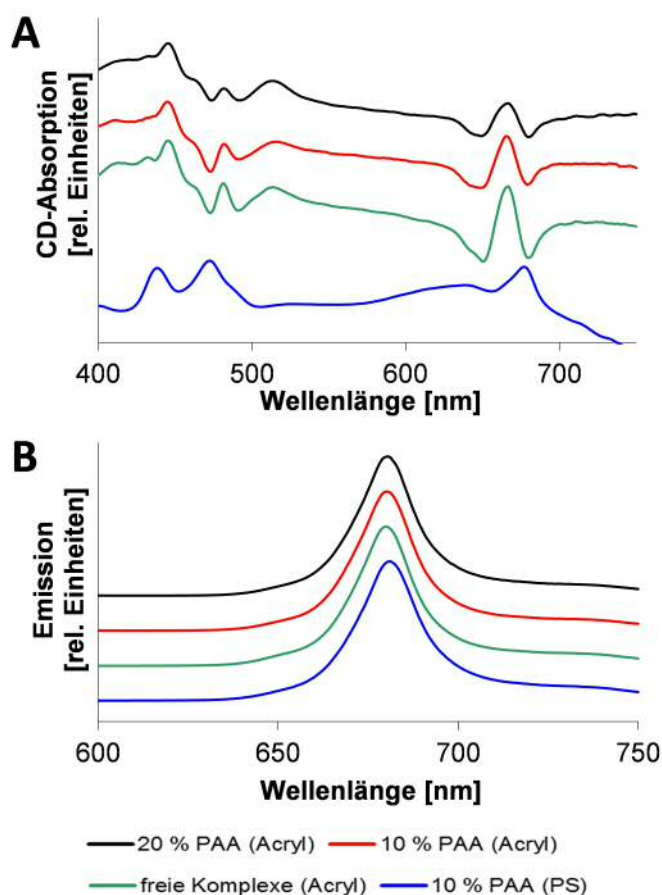 A
CD-Absorption
[rel. Einheiten]
400
500
600
700
Wellenlänge [nm]
B
Emission
[rel. Einheiten]
600
650
700
750
Wellenlänge [nm]
20 % PAA (Acryl)
10 % PAA (Acryl)
freie Komplexe (Acryl)
10 % PAA (PS)